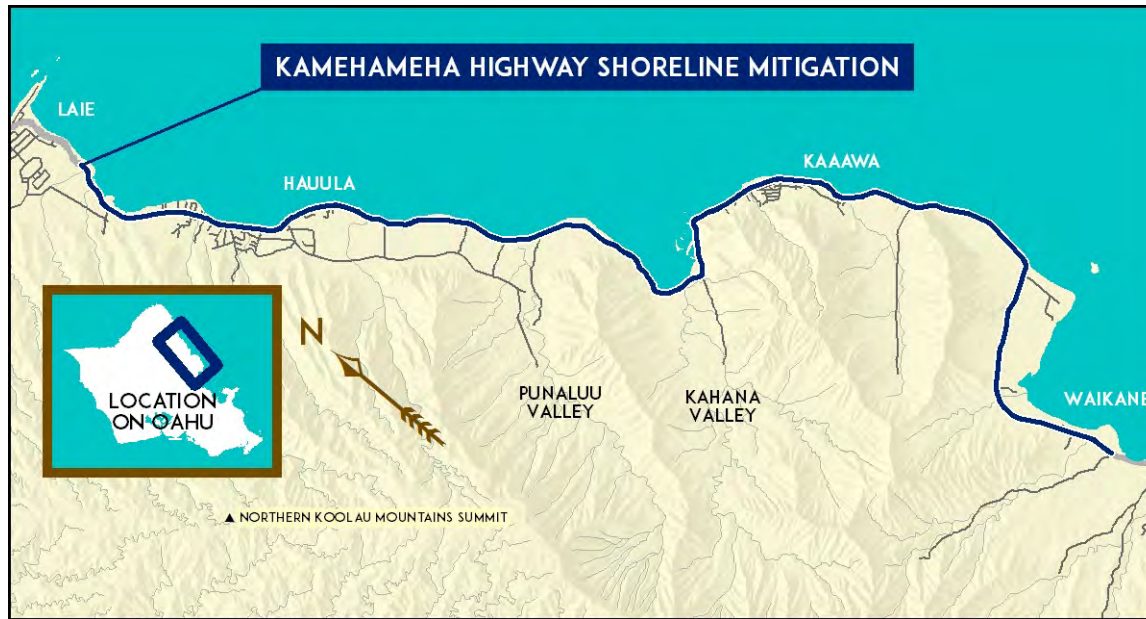 KAMEHAMEHA HIGHWAY SHORELINE MITIGATION
LAIE
HAUULA
KAAAWA
N
LOCATION
ON OAHU
PUNALUU
VALLEY
KAHANA
VALLEY
WAIKANE
▲ NORTHERN KOOLAU MOUNTAINS SUMMIT